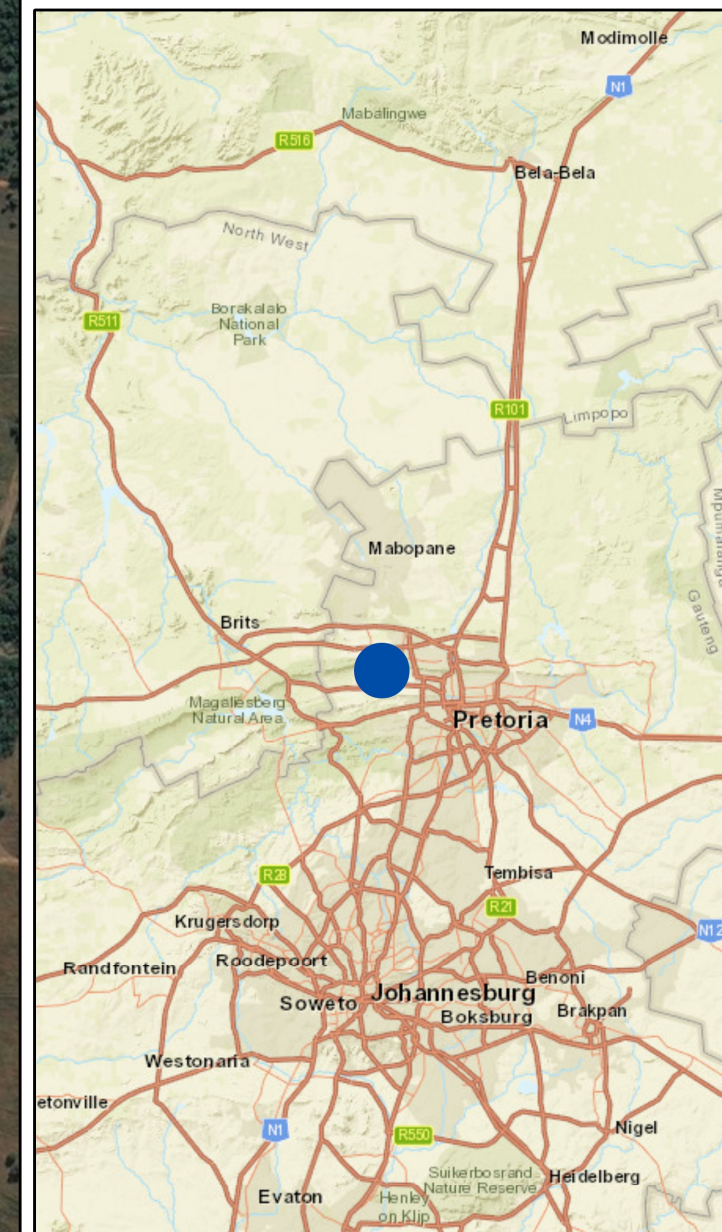 Modimolle
N1
Mabalingwe
R516
Bela-Bela
North West
Borakalalo
National
Park
R511
R101
Limpopo
Mpumalanga
Mabopane
Gauteng
Brits
Magaliesberg
Natural Area
Pretoria
N4
R28
Tembisa
R21
Krugersdorp
N12
Roodepoort
Randfontein
Benoni
Johannesburg
Soweto
Brakpan
Boksburg
Westonaria
etonville
N1
R550
Nigel
Suikerbosrand
Nature Reserve
Heidelberg
Evaton
Henley
on Klip